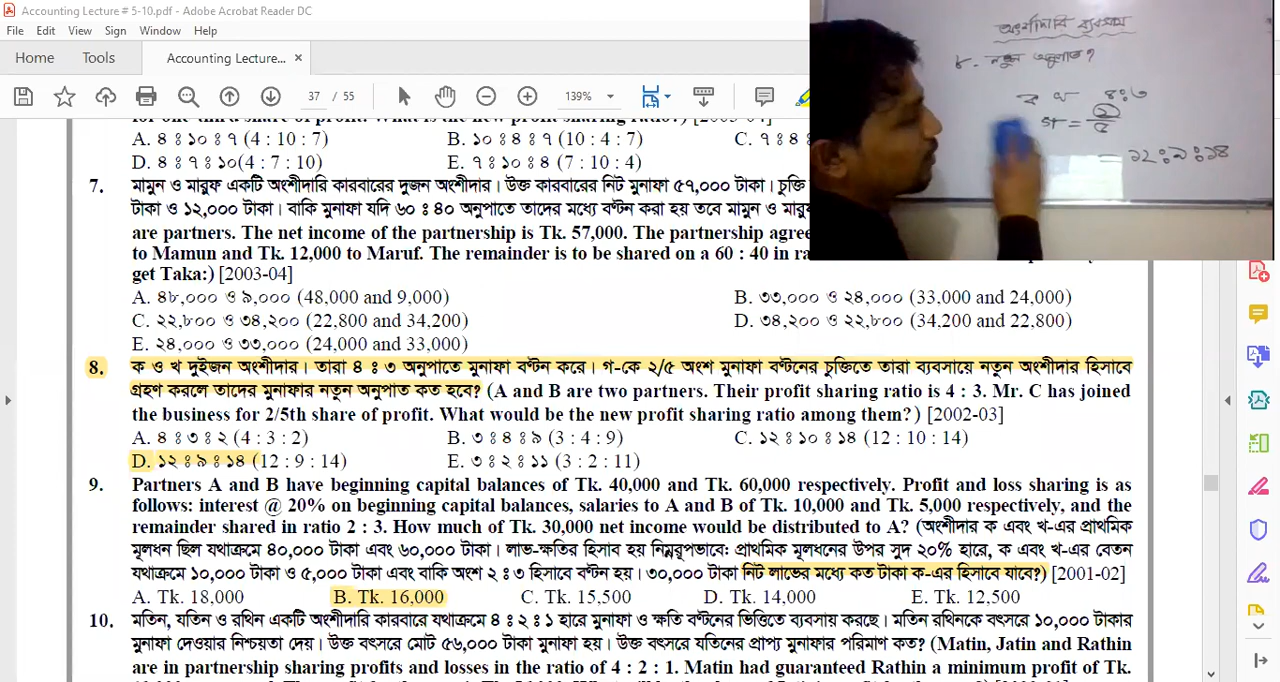 Accounting Lecture # 5-10.pdf - Adobe Acrobat Reader DC
File Edit View Sign Window Help
Home Tools Accounting Lecture...
37 / 55 139%
for one-third share of profit. What is the new profit sharing ratio?)
A. ৪ ঃ ১০ ঃ ৭ (4 : 10 : 7) B. ১০ ঃ ৪ ঃ ৭ (10 : 4 : 7) C. ৭ ঃ ৪ ঃ
D. ৪ ঃ ৭ ঃ ১০(4 : 7 : 10) E. ৭ ঃ ১০ ঃ ৪ (7 : 10 : 4)
7. মামুন ও মারুফ একটি অংশীদারি কারবারের দুজন অংশীদার। উক্ত কারবারের নিট মুনাফা ৫৭,০০০ টাকা। চুক্তি
টাকা ও ১২,০০০ টাকা। বাকি মুনাফা যদি ৬০ ঃ ৪০ অনুপাতে তাদের মধ্যে বণ্টন করা হয় তবে মামুন ও মারু
are partners. The net income of the partnership is Tk. 57,000. The partnership agre
to Mamun and Tk. 12,000 to Maruf. The remainder is to be shared on a 60 : 40 in ra
get Taka:) [2003-04]
A. ৪৮,০০০ ও ৯,০০০ (48,000 and 9,000) B. ৩৩,০০০ ও ২৪,০০০ (33,000 and 24,000)
C. ২২,৮০০ ও ৩৪,২০০ (22,800 and 34,200) D. ৩৪,২০০ ও ২২,৮০০ (34,200 and 22,800)
E. ২৪,০০০ ও ৩৩,০০০ (24,000 and 33,000)
8. ক ও খ দুইজন অংশীদার। তারা ৪ ঃ ৩ অনুপাতে মুনাফা বণ্টন করে। গ-কে ২/৫ অংশ মুনাফা বণ্টনের চুক্তিতে তারা ব্যবসায়ে নতুন অংশীদার হিসাবে
গ্রহণ করলে তাদের মুনাফার নতুন অনুপাত কত হবে? (A and B are two partners. Their profit sharing ratio is 4 : 3. Mr. C has joined
the business for 2/5th share of profit. What would be the new profit sharing ratio among them?) [2002-03]
A. ৪ ঃ ৩ ঃ ২ (4 : 3 : 2) B. ৩ ঃ ৪ ঃ ৯ (3 : 4 : 9) C. ১২ ঃ ১০ ঃ ১৪ (12 : 10 : 14)
D. ১২ ঃ ৯ ঃ ১৪ (12 : 9 : 14) E. ৩ ঃ ২ ঃ ১১ (3 : 2 : 11)
9. Partners A and B have beginning capital balances of Tk. 40,000 and Tk. 60,000 respectively. Profit and loss sharing is as
follows: interest @ 20% on beginning capital balances, salaries to A and B of Tk. 10,000 and Tk. 5,000 respectively, and the
remainder shared in ratio 2 : 3. How much of Tk. 30,000 net income would be distributed to A? (অংশীদার ক এবং খ-এর প্রাথমিক
মূলধন ছিল যথাক্রমে ৪০,০০০ টাকা এবং ৬০,০০০ টাকা। লাভ-ক্ষতির হিসাব হয় নিম্নরূপভাবে: প্রাথমিক মূলধনের উপর সুদ ২০% হারে, ক এবং খ-এর বেতন
যথাক্রমে ১০,০০০ টাকা ও ৫,০০০ টাকা এবং বাকি অংশ ২ ঃ ৩ হিসাবে বণ্টন হয়। ৩০,০০০ টাকা নিট লাভের মধ্যে কত টাকা ক-এর হিসাবে যাবে?) [2001-02]
A. Tk. 18,000 B. Tk. 16,000 C. Tk. 15,500 D. Tk. 14,000 E. Tk. 12,500
10. মতিন, যতিন ও রথিন একটি অংশীদারি কারবারে যথাক্রমে ৪ ঃ ২ ঃ ১ হারে মুনাফা ও ক্ষতি বণ্টনের ভিত্তিতে ব্যবসায় করছে। মতিন রথিনকে বৎসরে ১০,০০০ টাকার
মুনাফা দেওয়ার নিশ্চয়তা দেয়। উক্ত বৎসরে মোট ৫৬,০০০ টাকা মুনাফা হয়। উক্ত বৎসরে যতিনের প্রাপ্য মুনাফার পরিমাণ কত? (Matin, Jatin and Rathin
are in partnership sharing profits and losses in the ratio of 4 : 2 : 1. Matin had guaranteed Rathin a minimum profit of Tk.
অংশীদারি ব্যবসায়
৮. নতুন অনুপাত?
ক খ ৪:৩
গ = ২/৫
১২ঃ৯ঃ১৪